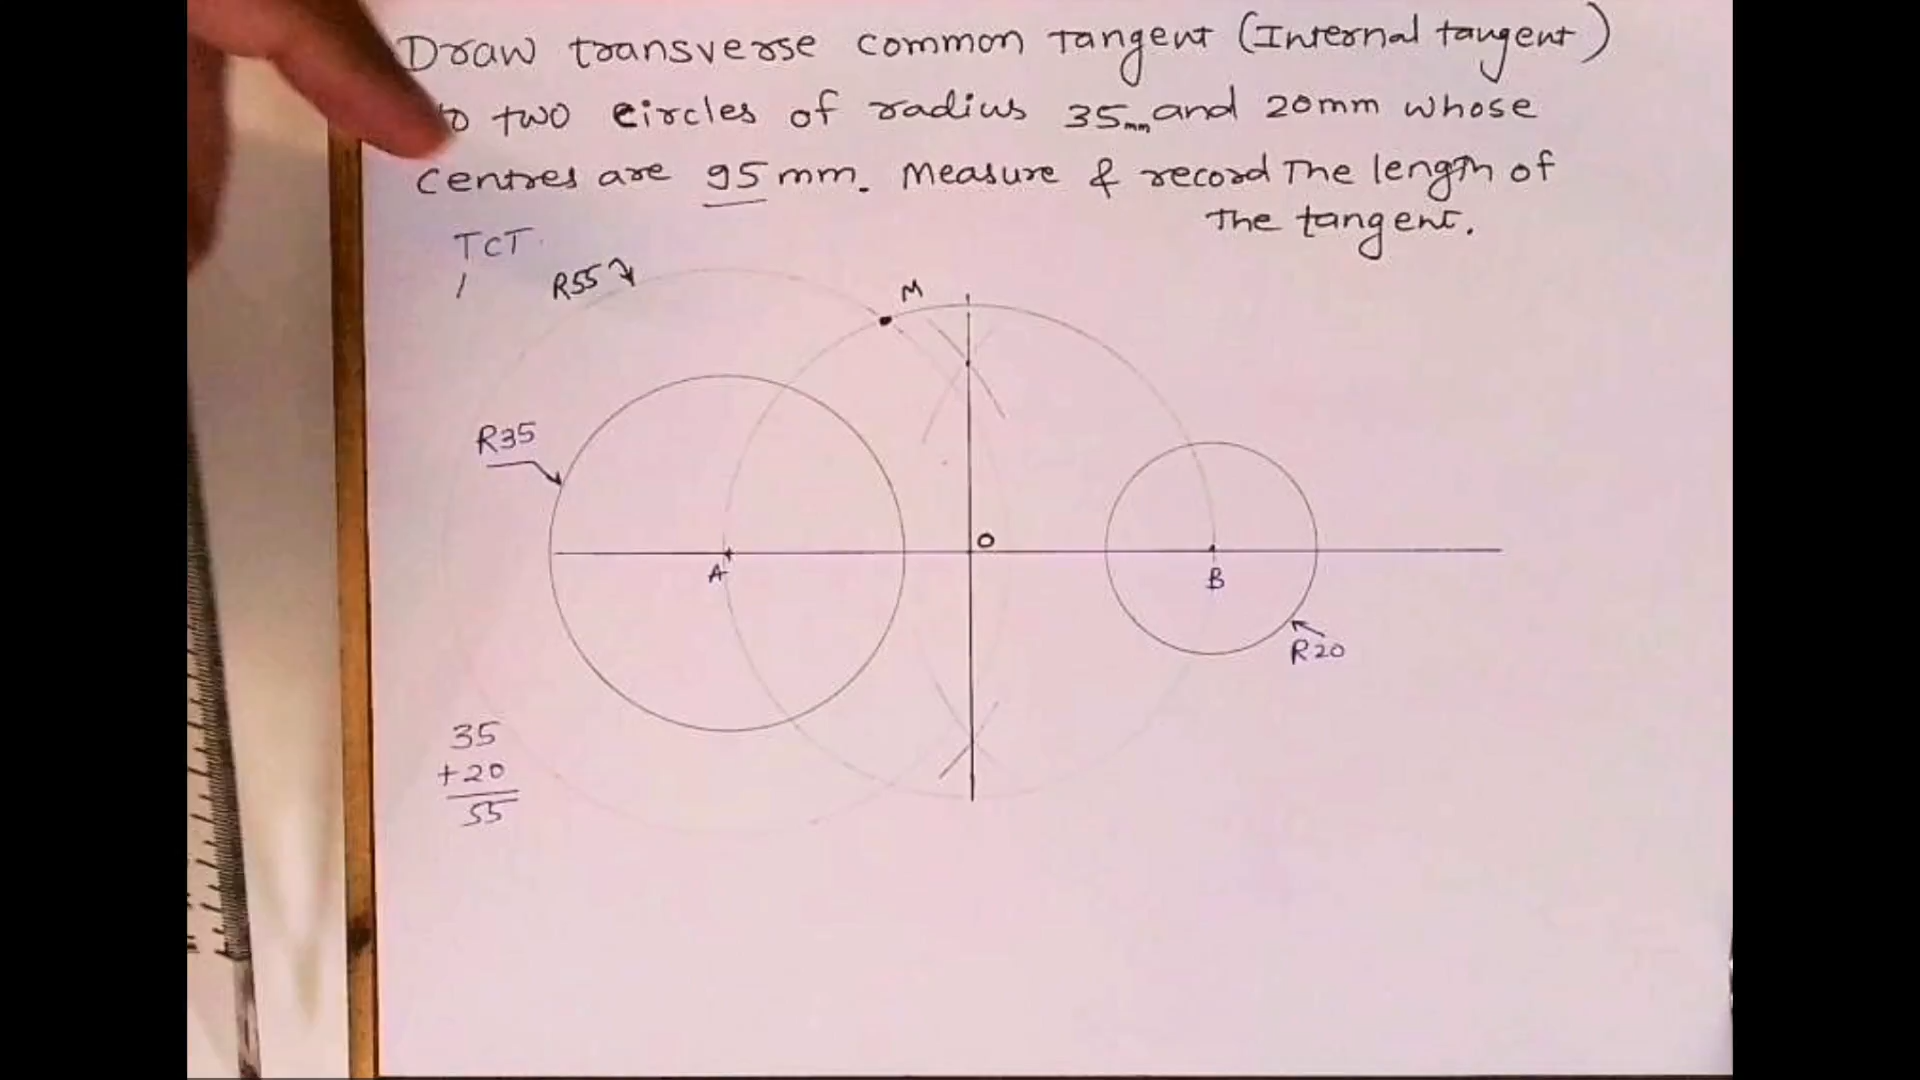 Draw transverse common Tangent (Internal tangent)
to two circles of radius 35mm and 20mm whose
centres are 95 mm. Measure & record The length of
The tangent.
TCT
R55
M
R35
O
A
B
R20
35
+20
55